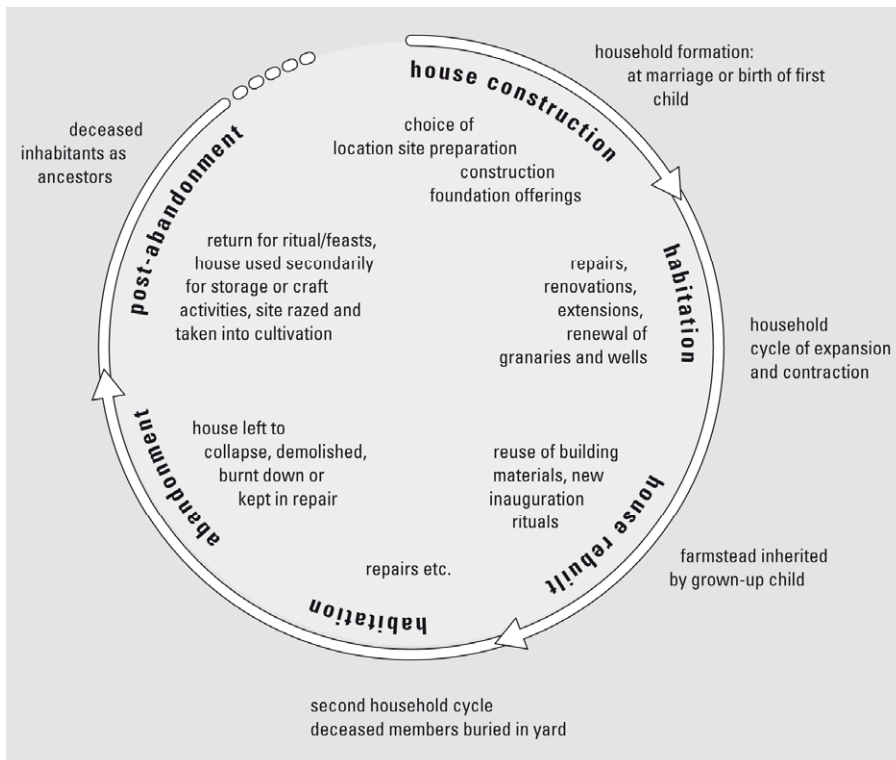 household formation:
at marriage or birth of first
child
house construction
choice of
location site preparation
construction
foundation offerings
habitation
repairs,
renovations,
extensions,
renewal of
granaries and wells
household
cycle of expansion
and contraction
house rebuilt
reuse of building
materials, new
inauguration
rituals
farmstead inherited
by grown-up child
habitation
repairs etc.
second household cycle
deceased members buried in yard
abandonment
house left to
collapse, demolished,
burnt down or
kept in repair
post-abandonment
return for ritual/feasts,
house used secondarily
for storage or craft
activities, site razed and
taken into cultivation
deceased
inhabitants as
ancestors